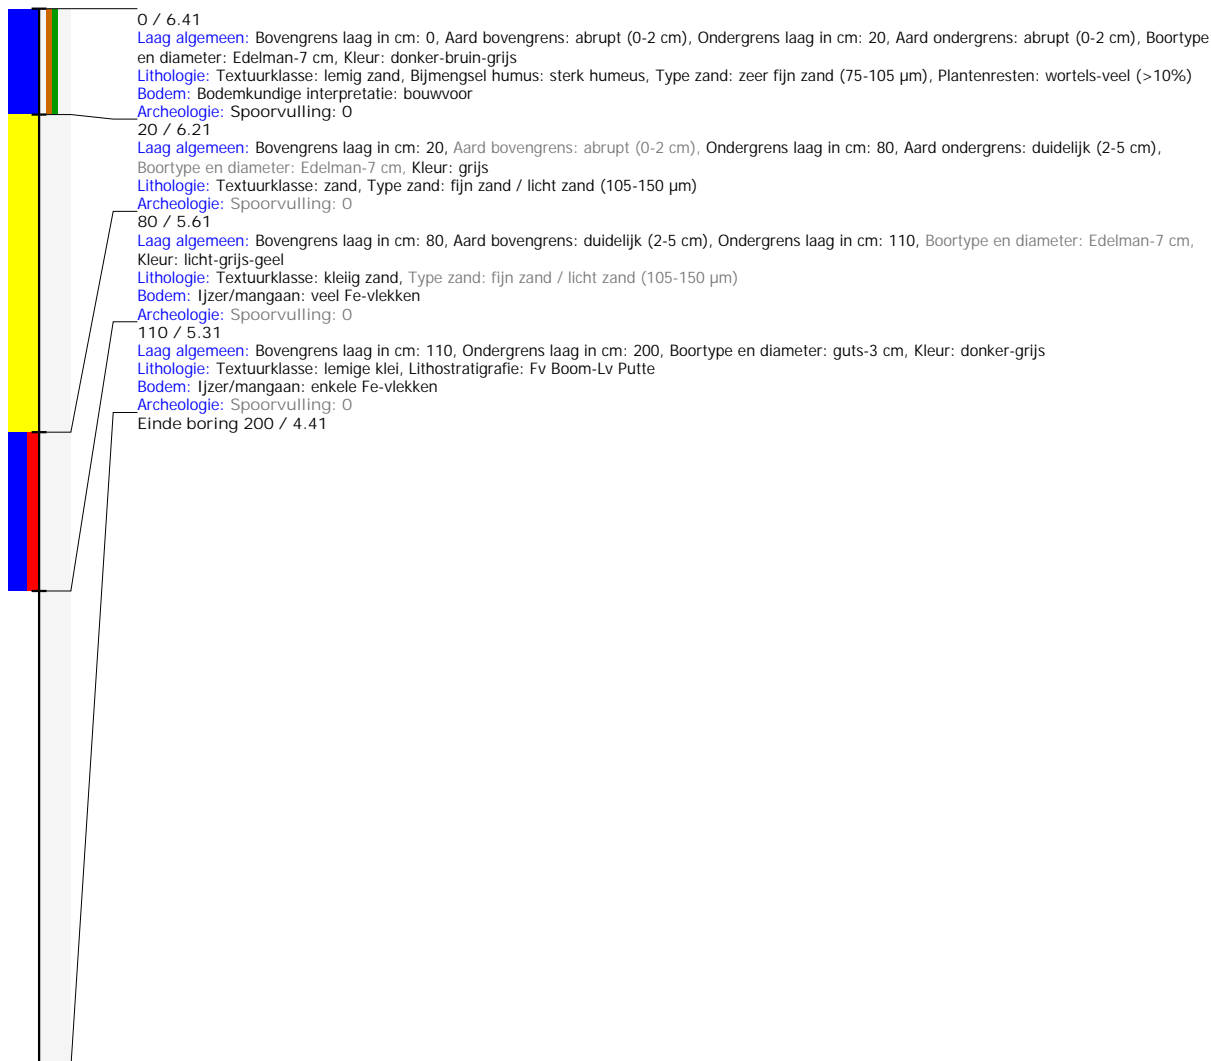 0 / 6.41
Laag algemeen: Bovengrens laag in cm: 0, Aard bovengrens: abrupt (0-2 cm), Ondergrens laag in cm: 20, Aard ondergrens: abrupt (0-2 cm), Boortype
en diameter: Edelman-7 cm, Kleur: donker-bruin-grijs
Lithologie: Textuurklasse: lemig zand, Bijmengsel humus: sterk humeus, Type zand: zeer fijn zand (75-105 µm), Plantenresten: wortels-veel (>10%)
Bodem: Bodemkundige interpretatie: bouwvoor
Archeologie: Spoorvulling: 0
20 / 6.21
Laag algemeen: Bovengrens laag in cm: 20, Aard bovengrens: abrupt (0-2 cm), Ondergrens laag in cm: 80, Aard ondergrens: duidelijk (2-5 cm),
Boortype en diameter: Edelman-7 cm, Kleur: grijs
Lithologie: Textuurklasse: zand, Type zand: fijn zand / licht zand (105-150 µm)
Archeologie: Spoorvulling: 0
80 / 5.61
Laag algemeen: Bovengrens laag in cm: 80, Aard bovengrens: duidelijk (2-5 cm), Ondergrens laag in cm: 110, Boortype en diameter: Edelman-7 cm,
Kleur: licht-grijs-geel
Lithologie: Textuurklasse: kleiig zand, Type zand: fijn zand / licht zand (105-150 µm)
Bodem: Ijzer/mangaan: veel Fe-vlekken
Archeologie: Spoorvulling: 0
110 / 5.31
Laag algemeen: Bovengrens laag in cm: 110, Ondergrens laag in cm: 200, Boortype en diameter: guts-3 cm, Kleur: donker-grijs
Lithologie: Textuurklasse: lemige klei, Lithostratigrafie: Fv Boom-Lv Putte
Bodem: Ijzer/mangaan: enkele Fe-vlekken
Archeologie: Spoorvulling: 0
Einde boring 200 / 4.41